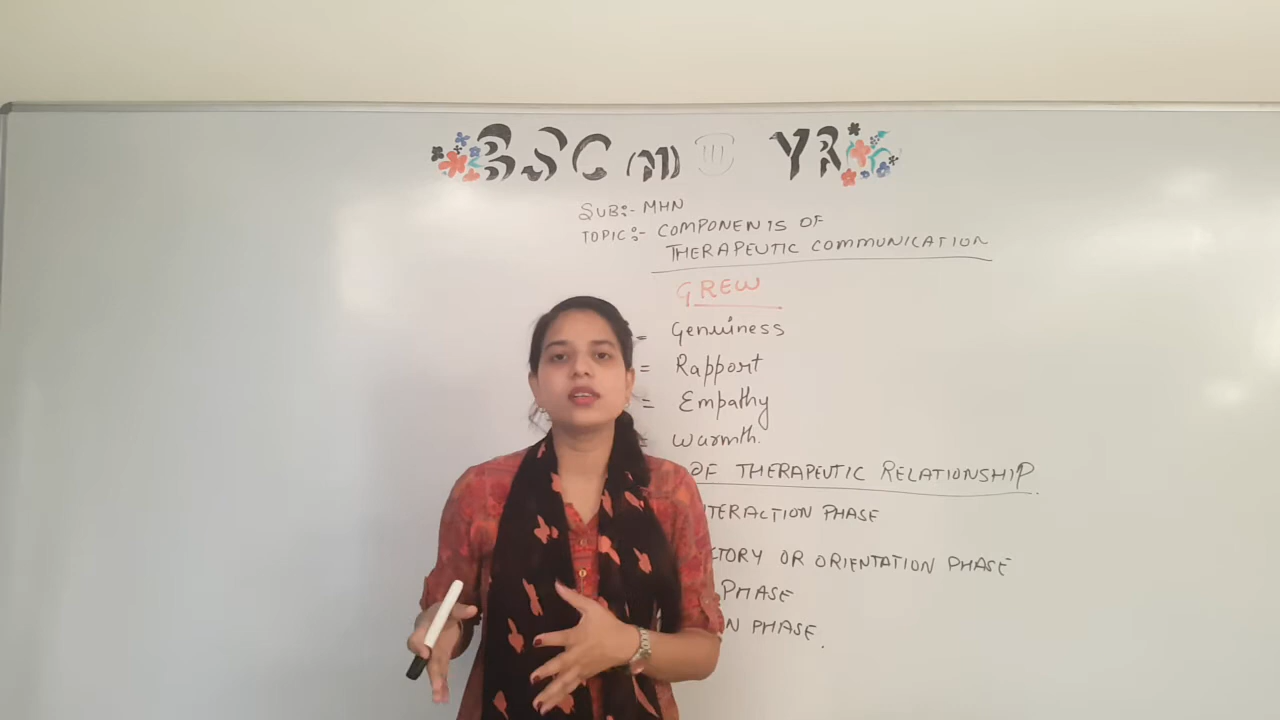 BSC (N) III YR
SUB:- MHN
TOPIC:- COMPONENTS OF
THERAPEUTIC COMMUNICATION
GREW
= Genuiness
= Rapport
= Empathy
= Warmth.
OF THERAPEUTIC RELATIONSHIP.
TERACTION PHASE
CTORY OR ORIENTATION PHASE
PHASE
N PHASE.